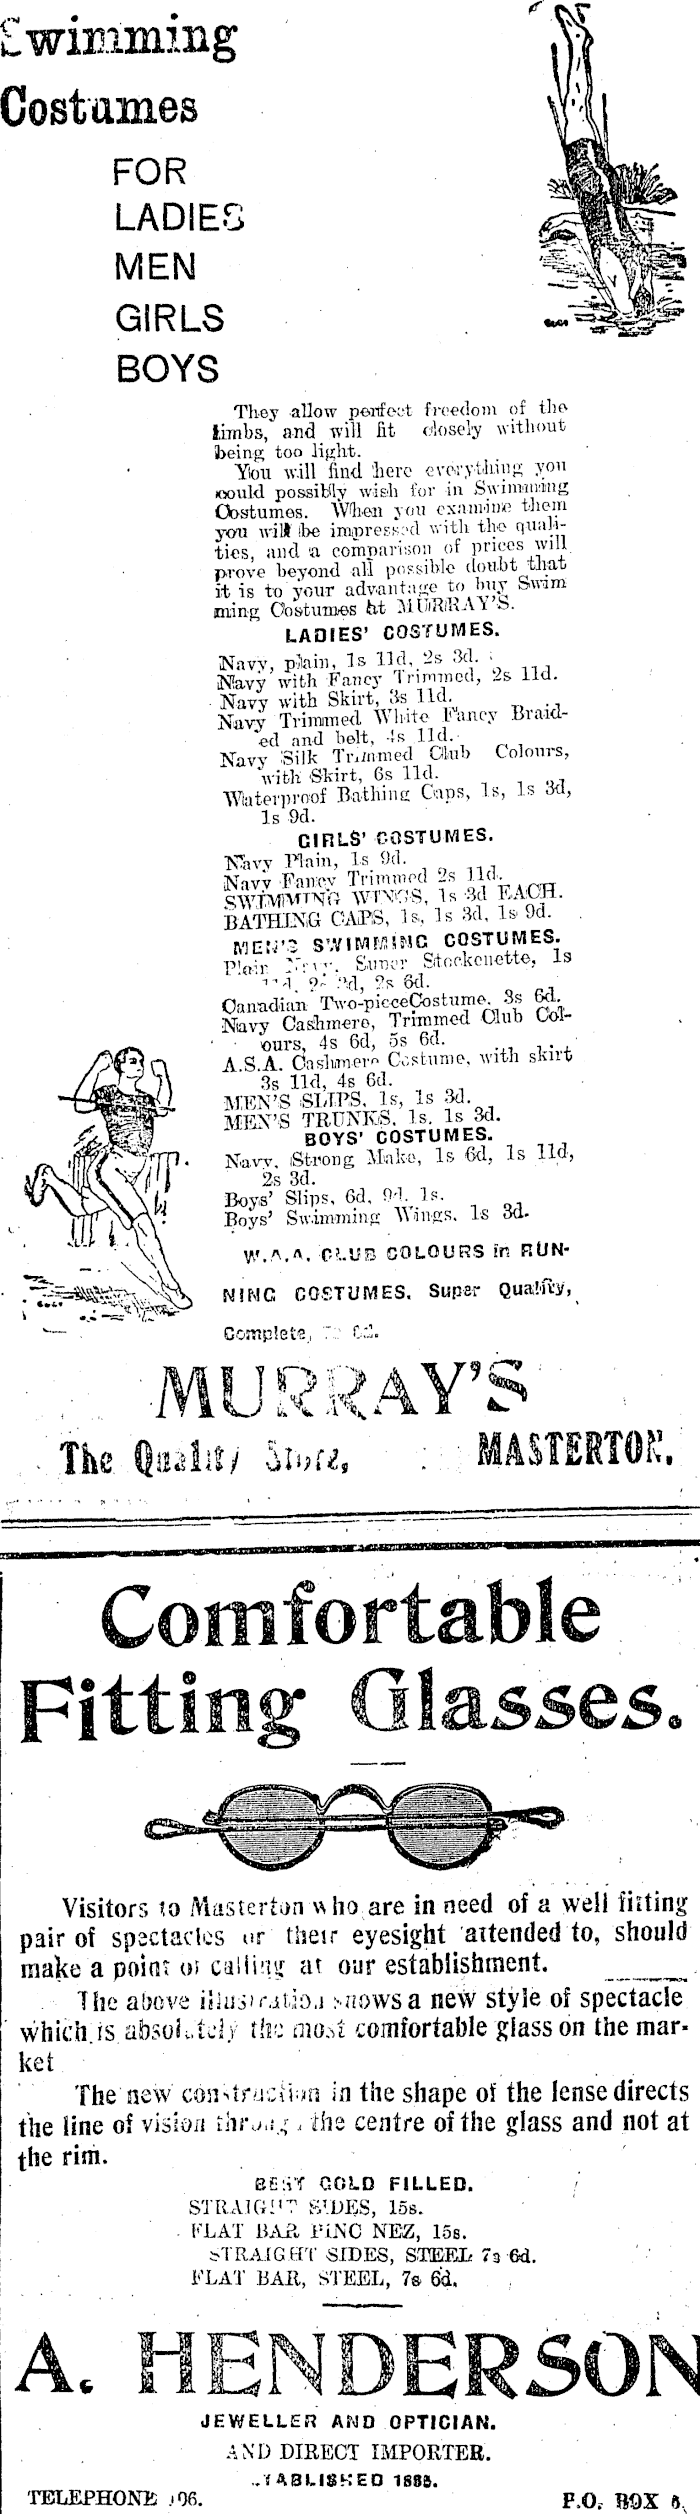 Swimming
Costumes
FOR
LADIES
MEN
GIRLS
BOYS
They allow perfect freedom of the
limbs, and will fit closely without
being too light.
You will find here everything you
could possibly wish for in Swimming
Costumes. When you examine them
you will be impressed with the quali-
ties, and a comparison of prices will
prove beyond all possible doubt that
it is to your advantage to buy Swim
ming Costumes at MURRAY'S.
LADIES' COSTUMES.
Navy, plain, 1s 11d, 2s 3d.
Navy with Fancy Trimmed, 2s 11d.
Navy with Skirt, 3s 11d.
Navy Trimmed White Fancy Braid-
ed and belt, 4s 11d.
Navy Silk Trimmed Club Colours,
with Skirt, 6s 11d.
Waterproof Bathing Caps, 1s, 1s 3d,
1s 9d.
GIRLS' COSTUMES.
Navy Plain, 1s 9d.
Navy Fancy Trimmed 2s 11d.
SWIMMING WINGS, 1s 3d EACH.
BATHING CAPS, 1s, 1s 3d, 1s 9d.
MEN'S SWIMMING COSTUMES.
Plain Navy, Super Stockenette, 1s
2s 6d.
Canadian Two-pieceCostume, 3s 6d.
Navy Cashmere, Trimmed Club Col-
ours, 4s 6d, 5s 6d.
A.S.A. Cashmere Costume, with skirt
3s 11d, 4s 6d.
MEN'S SLIPS, 1s, 1s 3d.
MEN'S TRUNKS, 1s, 1s 3d.
BOYS' COSTUMES.
Navy, Strong Make, 1s 6d, 1s 11d,
2s 3d.
Boys' Slips, 6d, 9d, 1s.
Boys' Swimming Wings, 1s 3d.
W.A.A. CLUB COLOURS in RUN-
NING COSTUMES, Super Quality,
Complete,
MURRAY'S
The Quality Store, MASTERTON.
Comfortable
Fitting Glasses.
Visitors to Masterton who are in need of a well fitting
pair of spectacles or their eyesight attended to, should
make a point of calling at our establishment.
The above illustration shows a new style of spectacle
which is absolutely the most comfortable glass on the mar-
ket
The new construction in the shape of the lense directs
the line of vision through the centre of the glass and not at
the rim.
BEST GOLD FILLED.
STRAIGHT SIDES, 15s.
FLAT BAR PINC NEZ, 15s.
STRAIGHT SIDES, STEEL 7s 6d.
FLAT BAR, STEEL, 7s 6d.
A. HENDERSON
JEWELLER AND OPTICIAN.
AND DIRECT IMPORTER.
ESTABLISHED 1885.
TELEPHONE P.O. BOX